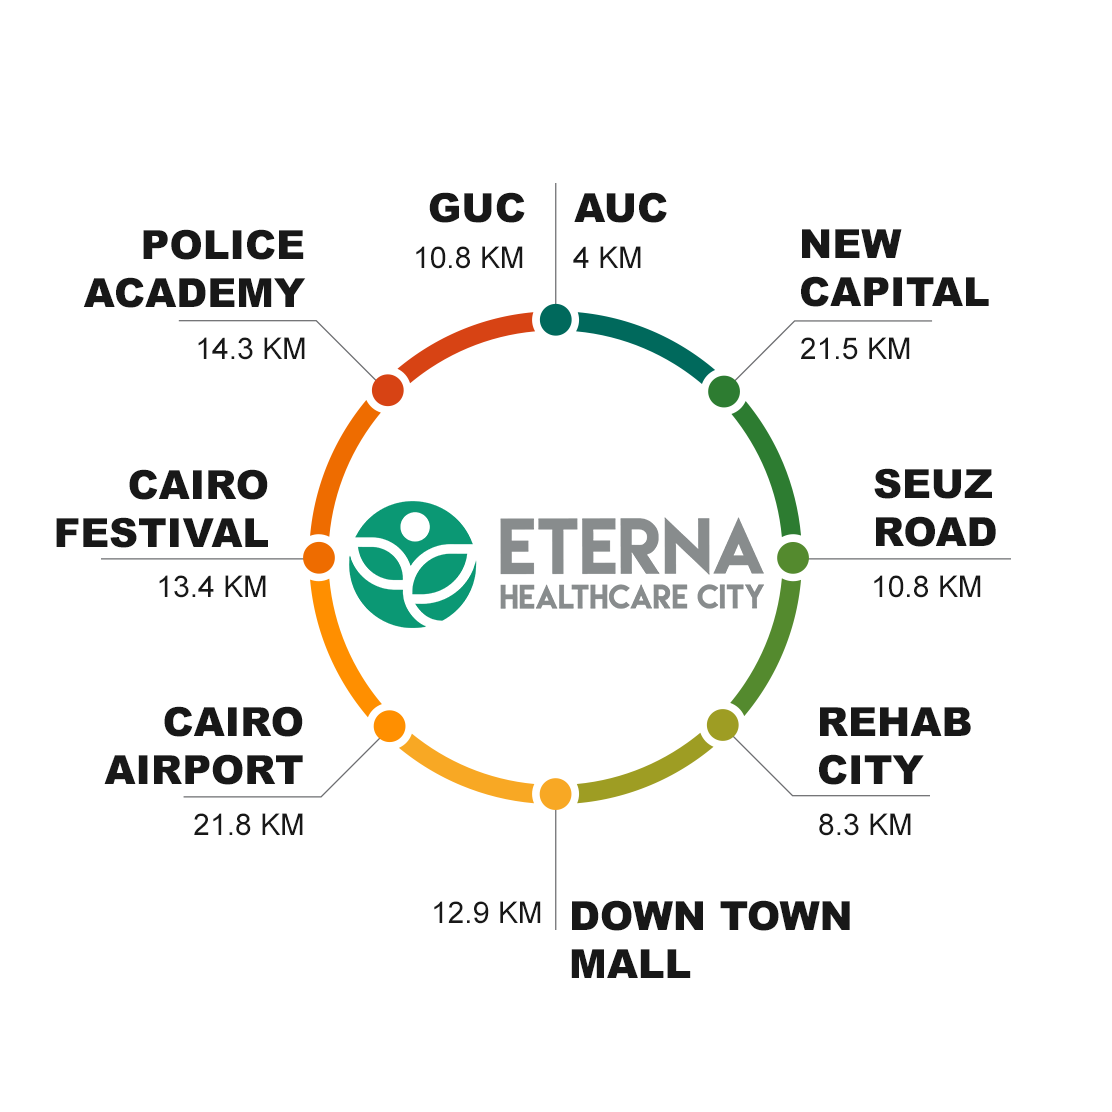 GUC
10.8 KM
AUC
4 KM
NEW
CAPITAL
21.5 KM
SEUZ
ROAD
10.8 KM
REHAB
CITY
8.3 KM
DOWN TOWN
MALL
12.9 KM
CAIRO
AIRPORT
21.8 KM
CAIRO
FESTIVAL
13.4 KM
POLICE
ACADEMY
14.3 KM
ETERNA
HEALTHCARE CITY